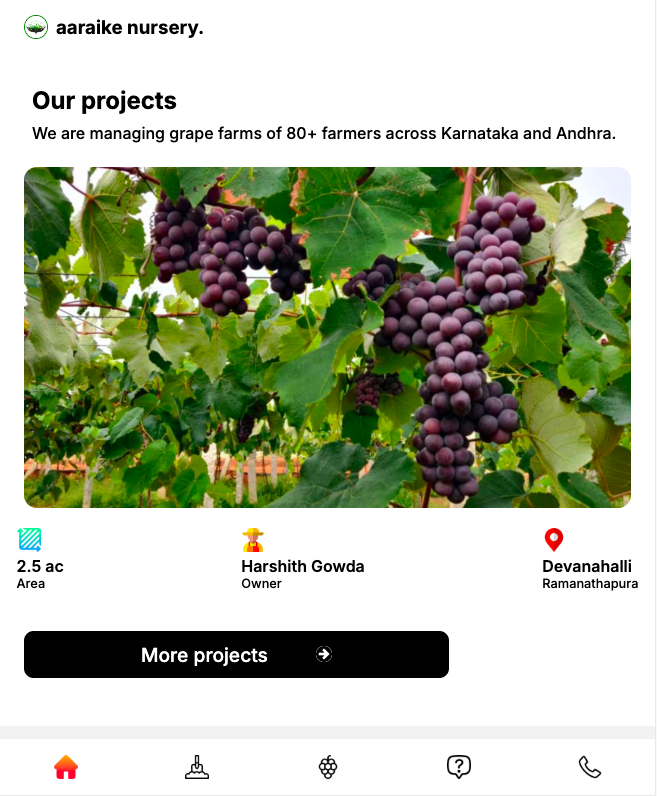 aaraike nursery.
Our projects
We are managing grape farms of 80+ farmers across Karnataka and Andhra.
2.5 ac
Area
Harshith Gowda
Owner
Devanahalli
Ramanathapura
More projects